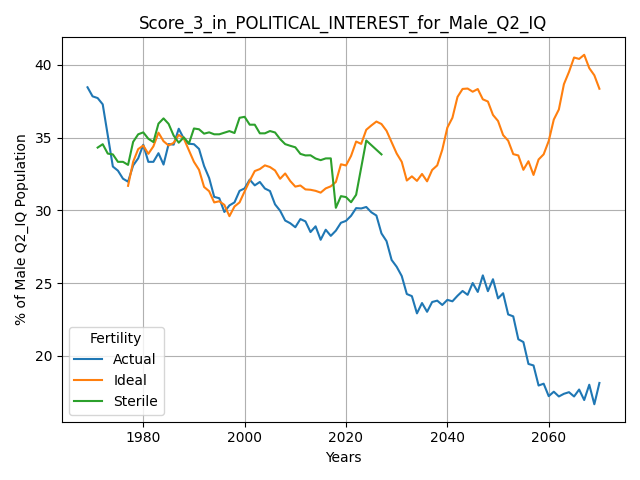 Score_3_in_POLITICAL_INTEREST_for_Male_Q2_IQ
% of Male Q2_IQ Population
40
35
30
25
20
Fertility
Actual
Ideal
Sterile
1980
2000
2020
2040
2060
Years